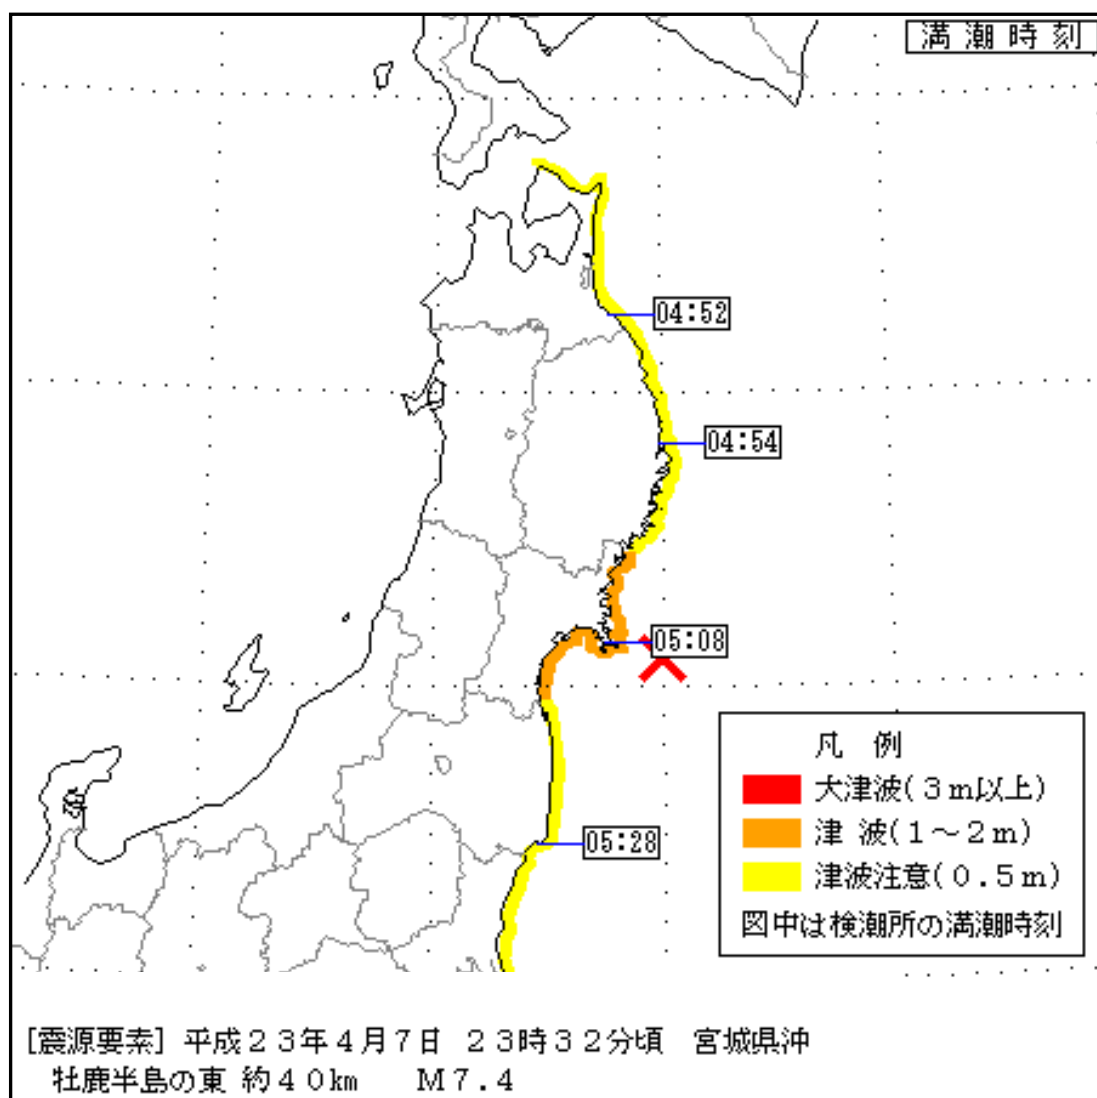 満潮時刻
04:52
04:54
05:08
05:28
凡 例
大津波(３ｍ以上)
津 波(１～２ｍ)
津波注意(０.５ｍ)
図中は検潮所の満潮時刻
[震源要素] 平成２３年４月７日 ２３時３２分頃 宮城県沖
牡鹿半島の東 約４０㎞ Ｍ７.４